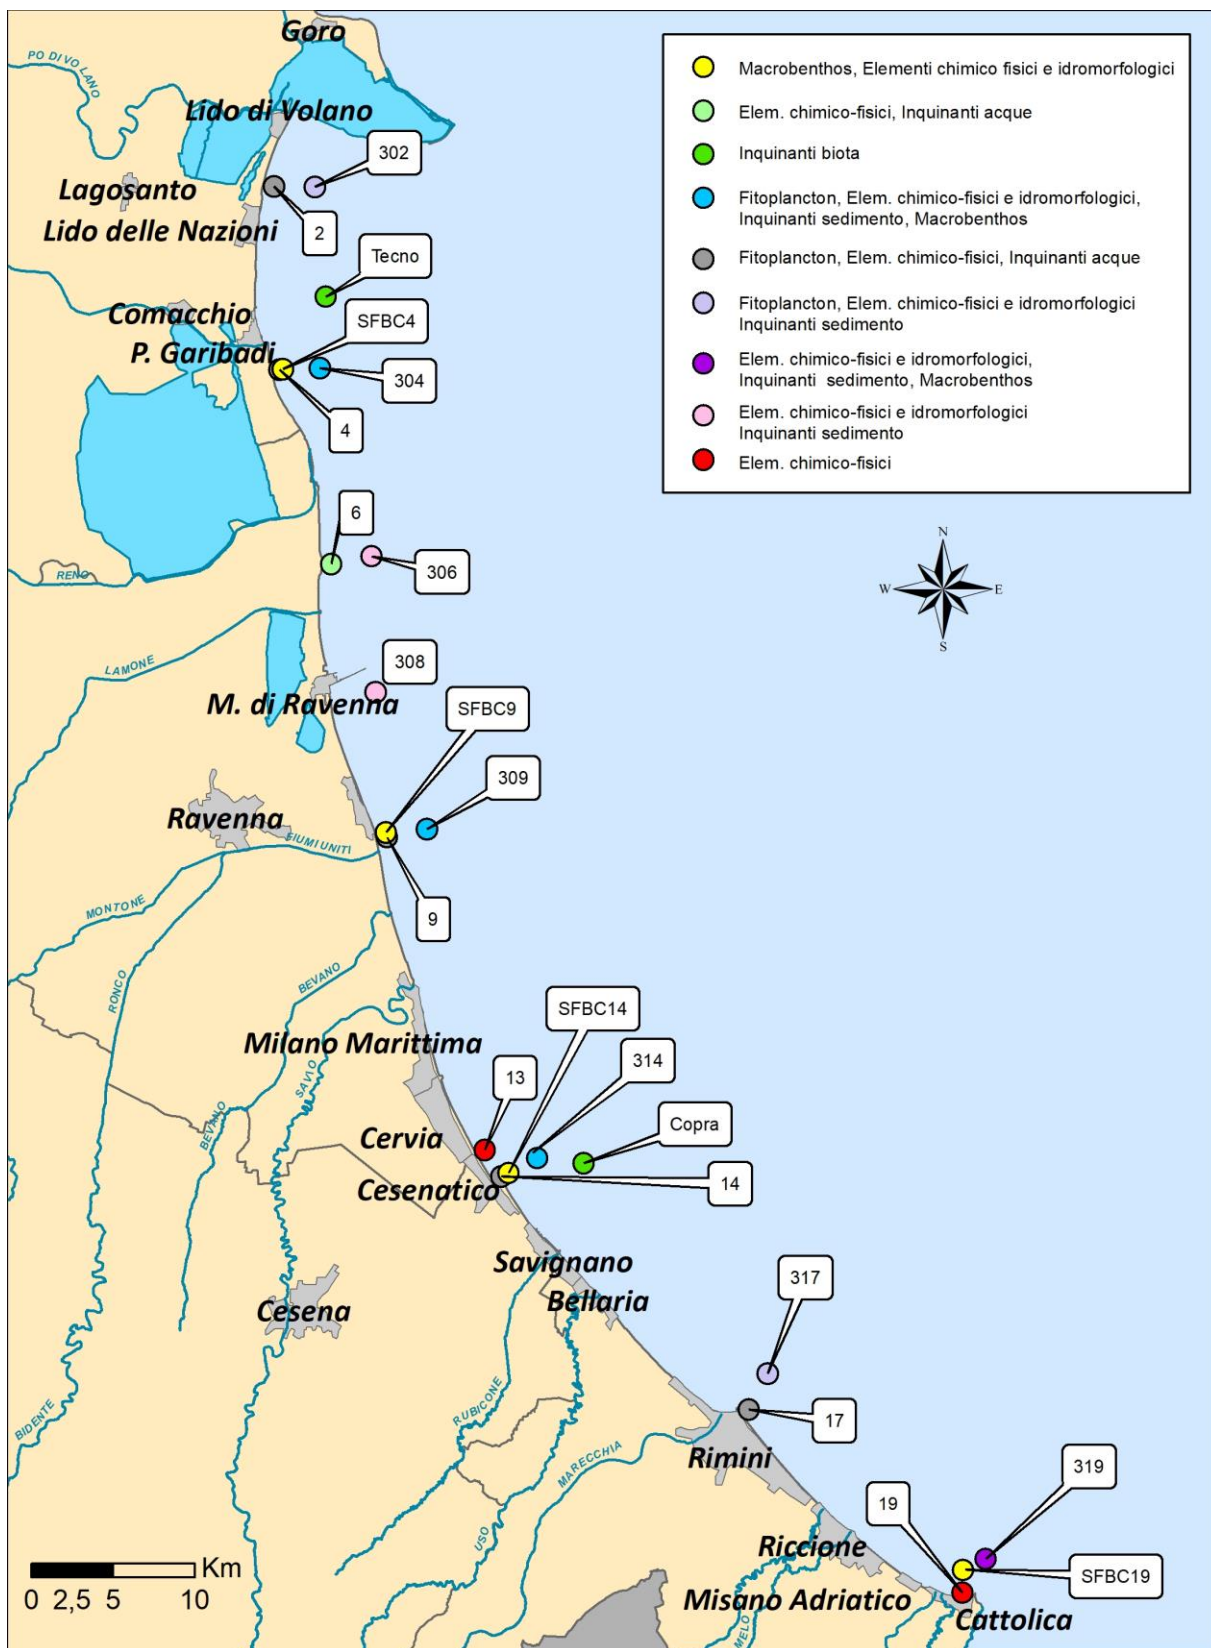 Goro
PO DI VOLANO
Lido di Volano
302
Lagosanto
Lido delle Nazioni
2
Tecno
Comacchio
SFBC4
P. Garibadi
304
4
6
306
RENO
308
LAMONE
M. di Ravenna
SFBC9
309
Ravenna
FIUMI UNITI
9
MONTONE
RONCO
BEVANO
SFBC14
Milano Marittima
314
13
SAVIO
Copra
BEVANO
Cervia
14
Cesenatico
Savignano
317
Bellaria
Cesena
17
RUBICONE
BIDENTE
MARECCHIA
Rimini
319
19
USO
Riccione
SFBC19
Misano Adriatico
Cattolica
MELO
Macrobenthos, Elementi chimico fisici e idromorfologici
Elem. chimico-fisici, Inquinanti acque
Inquinanti biota
Fitoplancton, Elem. chimico-fisici e idromorfologici,
Inquinanti sedimento, Macrobenthos
Fitoplancton, Elem. chimico-fisici, Inquinanti acque
Fitoplancton, Elem. chimico-fisici e idromorfologici
Inquinanti sedimento
Elem. chimico-fisici e idromorfologici,
Inquinanti sedimento, Macrobenthos
Elem. chimico-fisici e idromorfologici
Inquinanti sedimento
Elem. chimico-fisici
N
W E
S
Km
0 2,5 5 10